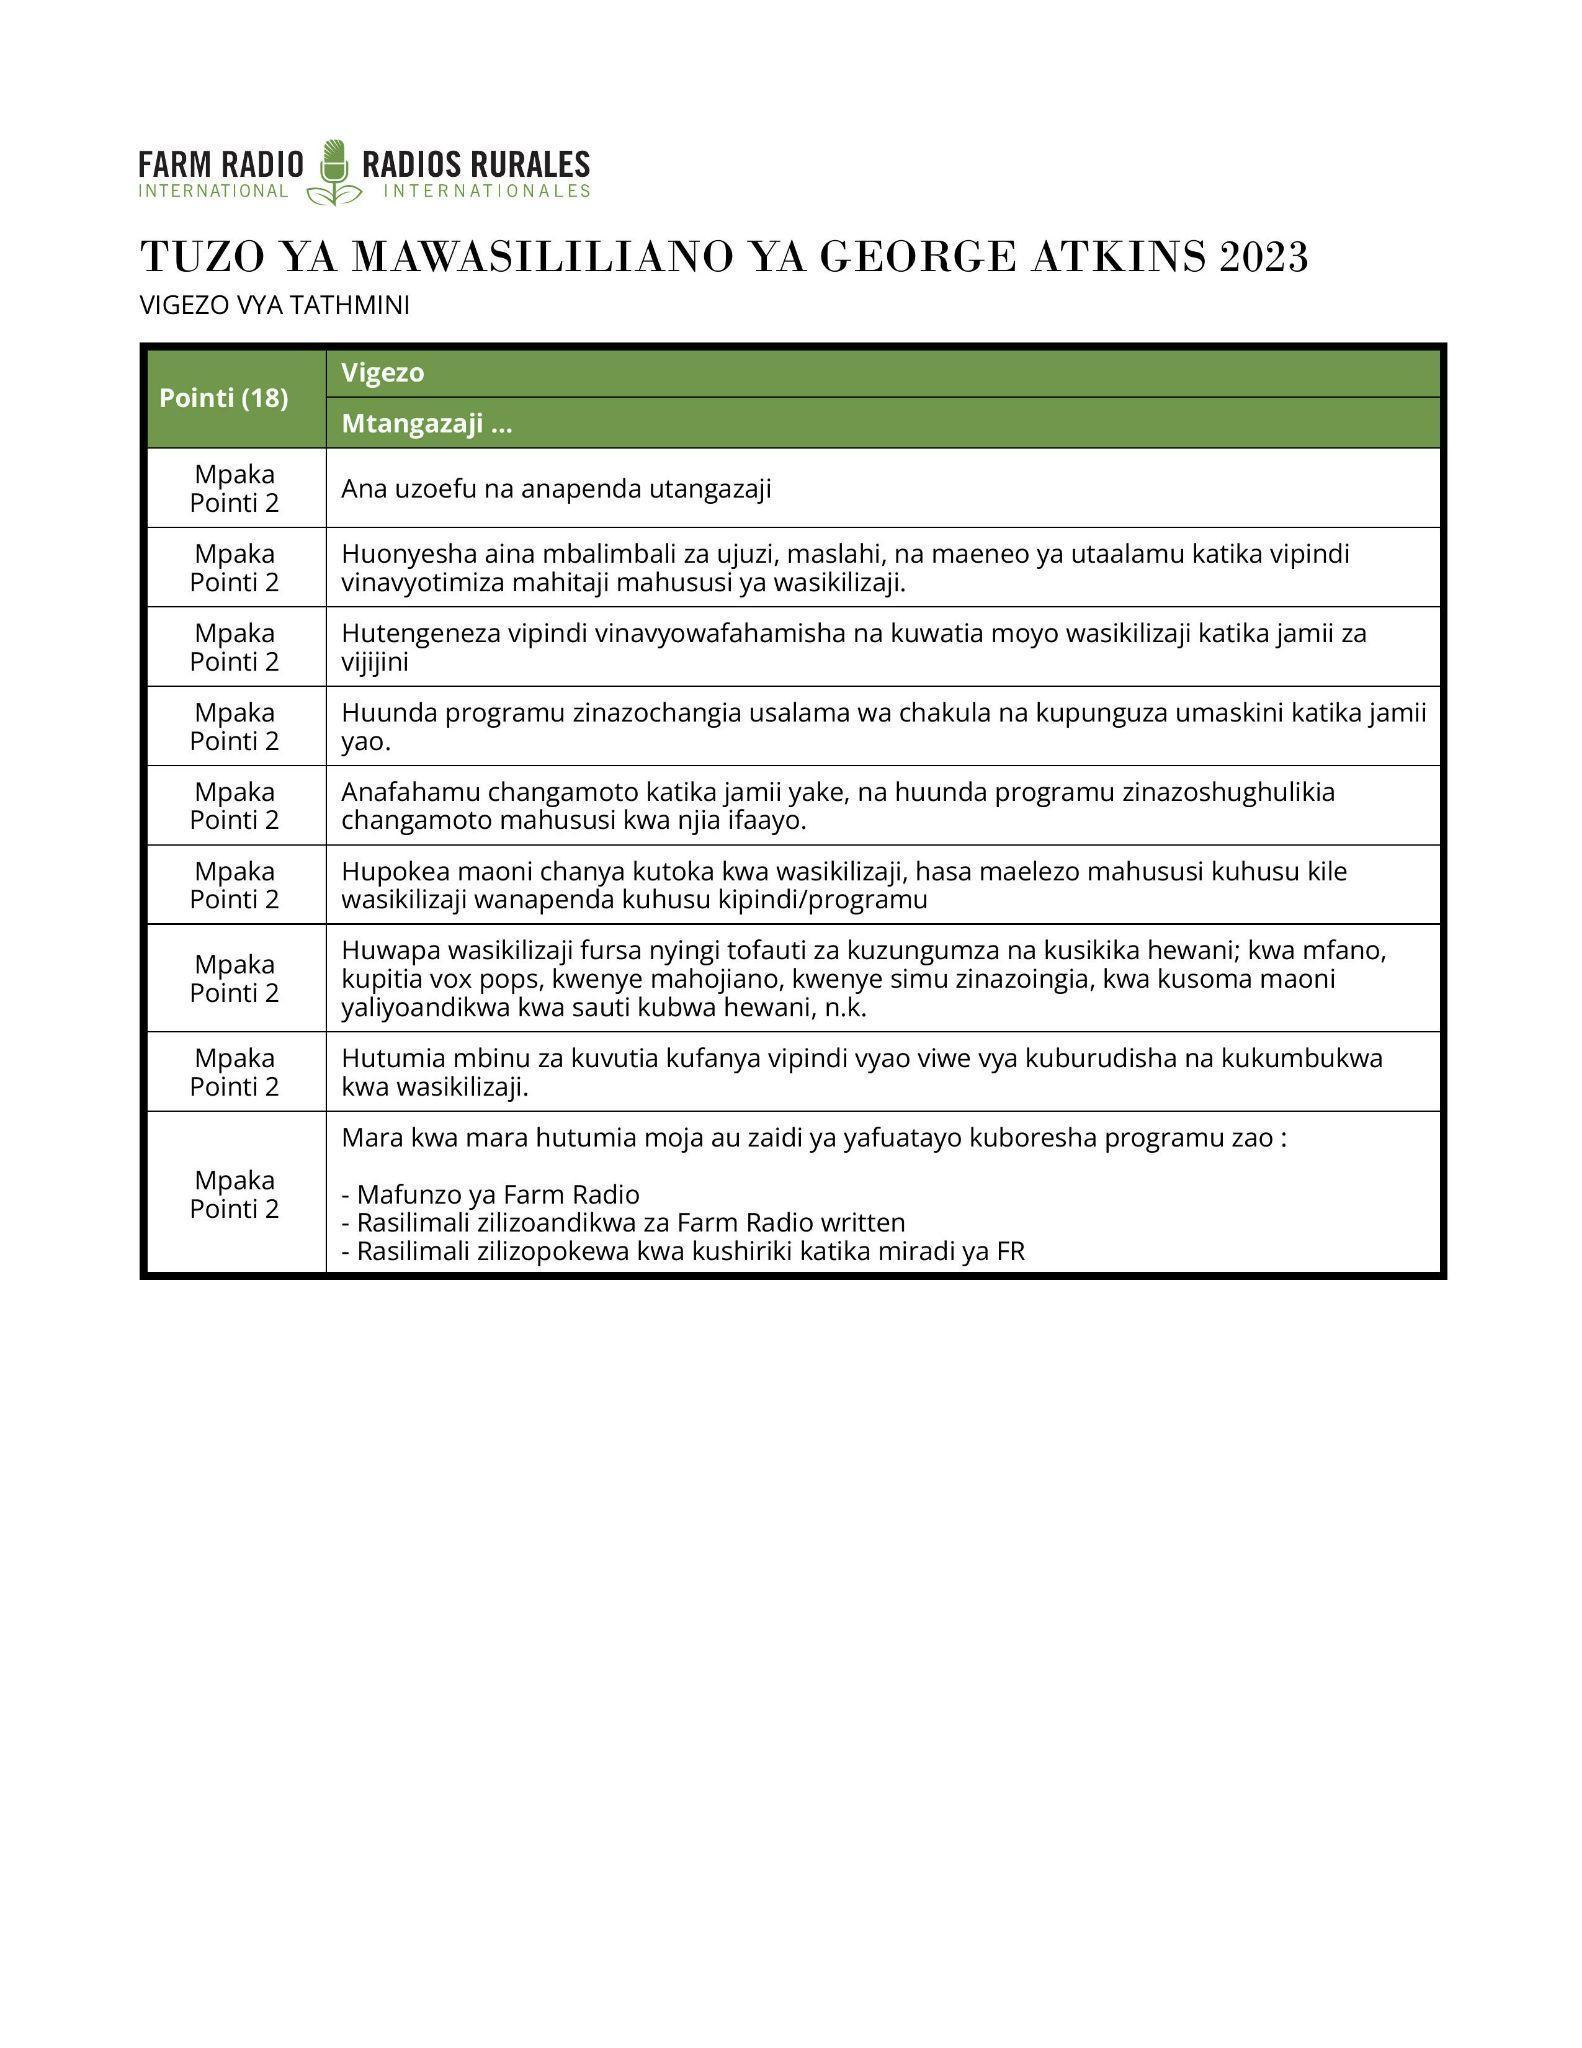 FARM RADIO RADIOS RURALES
INTERNATIONAL INTERNATIONALES
TUZO YA MAWASILILIANO YA GEORGE ATKINS 2023
VIGEZO VYA TATHMINI
Pointi (18)
Vigezo
Mtangazaji ...
Mpaka
Pointi 2
Ana uzoefu na anapenda utangazaji
Mpaka
Pointi 2
Huonyesha aina mbalimbali za ujuzi, maslahi, na maeneo ya utaalamu katika vipindi
vinavyotimiza mahitaji mahususi ya wasikilizaji.
Mpaka
Pointi 2
Hutengeneza vipindi vinavyowafahamisha na kuwatia moyo wasikilizaji katika jamii za
vijijini
Mpaka
Pointi 2
Huunda programu zinazochangia usalama wa chakula na kupunguza umaskini katika jamii
yao.
Mpaka
Pointi 2
Anafahamu changamoto katika jamii yake, na huunda programu zinazoshughulikia
changamoto mahususi kwa njia ifaayo.
Mpaka
Pointi 2
Hupokea maoni chanya kutoka kwa wasikilizaji, hasa maelezo mahususi kuhusu kile
wasikilizaji wanapenda kuhusu kipindi/programu
Mpaka
Pointi 2
Huwapa wasikilizaji fursa nyingi tofauti za kuzungumza na kusikika hewani; kwa mfano,
kupitia vox pops, kwenye mahojiano, kwenye simu zinazoingia, kwa kusoma maoni
yaliyoandikwa kwa sauti kubwa hewani, n.k.
Mpaka
Pointi 2
Hutumia mbinu za kuvutia kufanya vipindi vyao viwe vya kuburudisha na kukumbukwa
kwa wasikilizaji.
Mpaka
Pointi 2
Mara kwa mara hutumia moja au zaidi ya yafuatayo kuboresha programu zao :
- Mafunzo ya Farm Radio
- Rasilimali zilizoandikwa za Farm Radio written
- Rasilimali zilizopokewa kwa kushiriki katika miradi ya FR